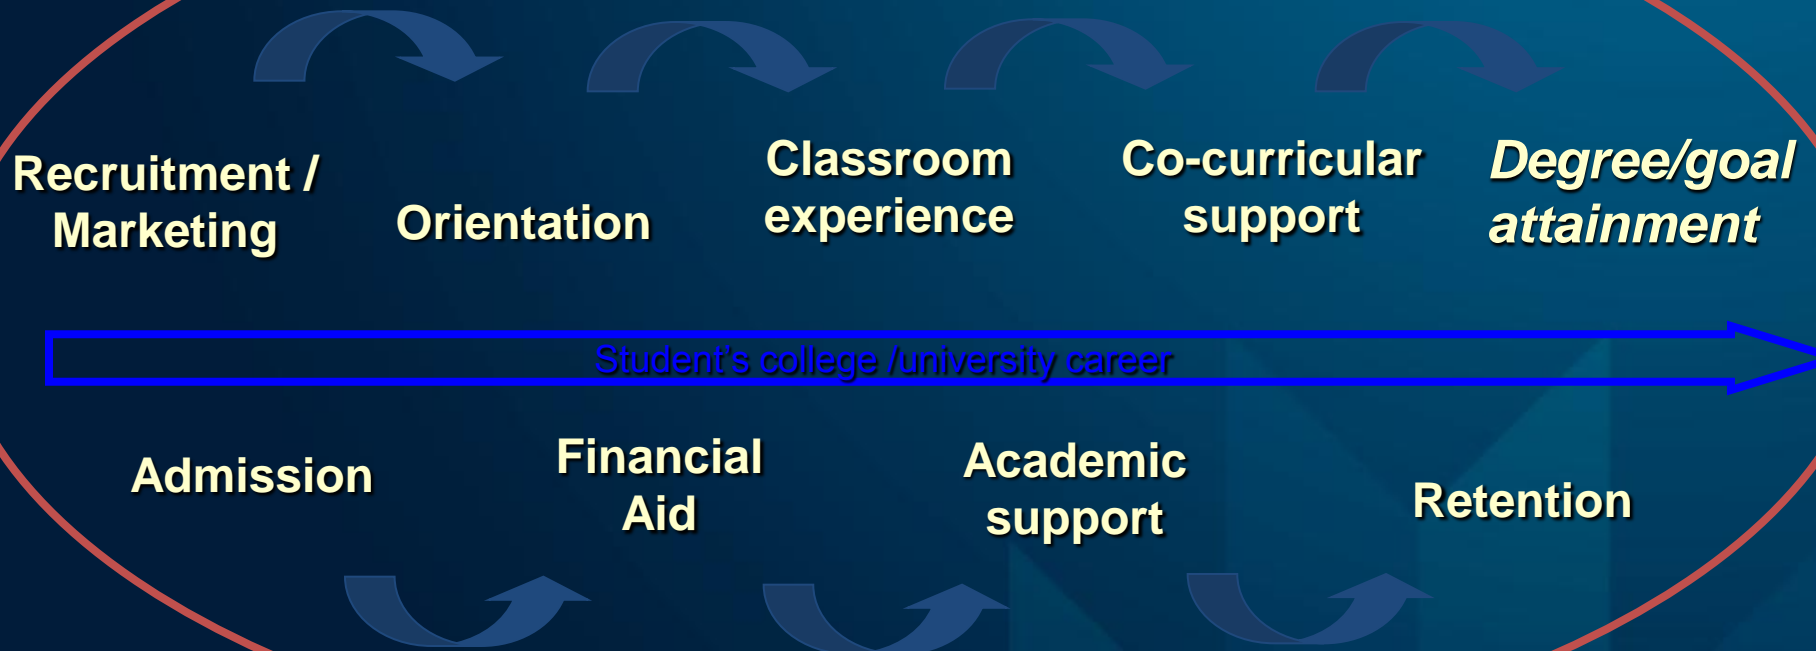 Recruitment /
Marketing
Orientation
Classroom
experience
Co-curricular
support
Degree/goal
attainment
Student's college /university career
Admission
Financial
Aid
Academic
support
Retention